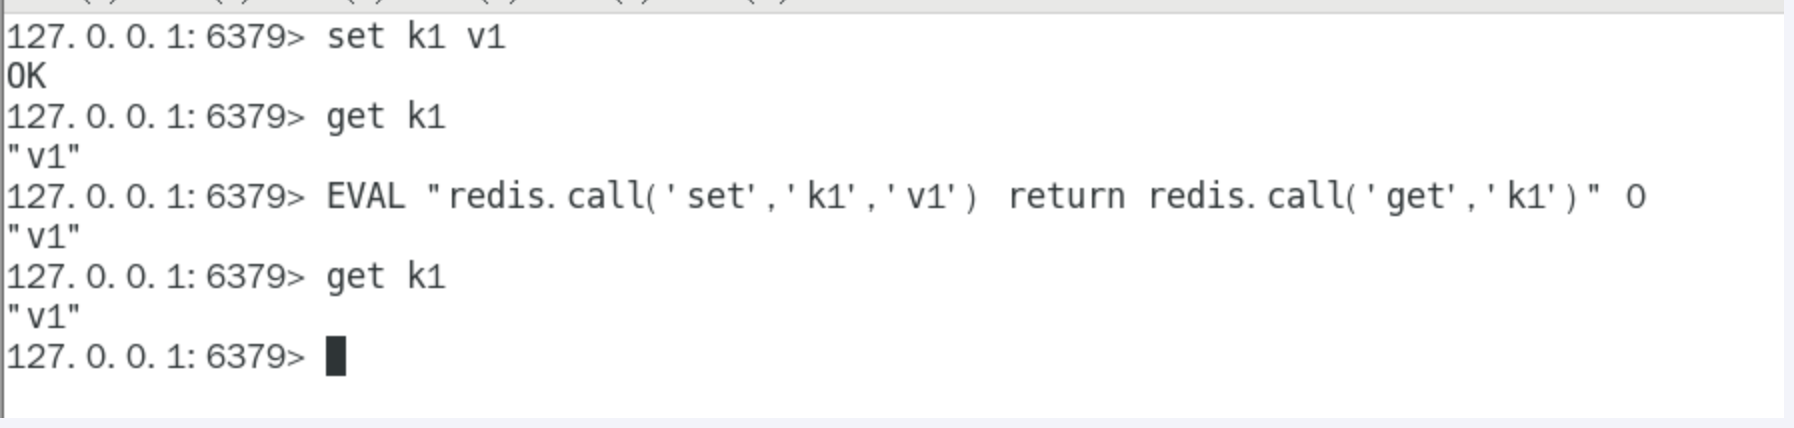 127.0.0.1:6379> set k1 v1
OK
127.0.0.1:6379> get k1
"v1"
127.0.0.1:6379> EVAL "redis.call('set','k1','v1') return redis.call('get','k1')" 0
"v1"
127.0.0.1:6379> get k1
"v1"
127.0.0.1:6379>